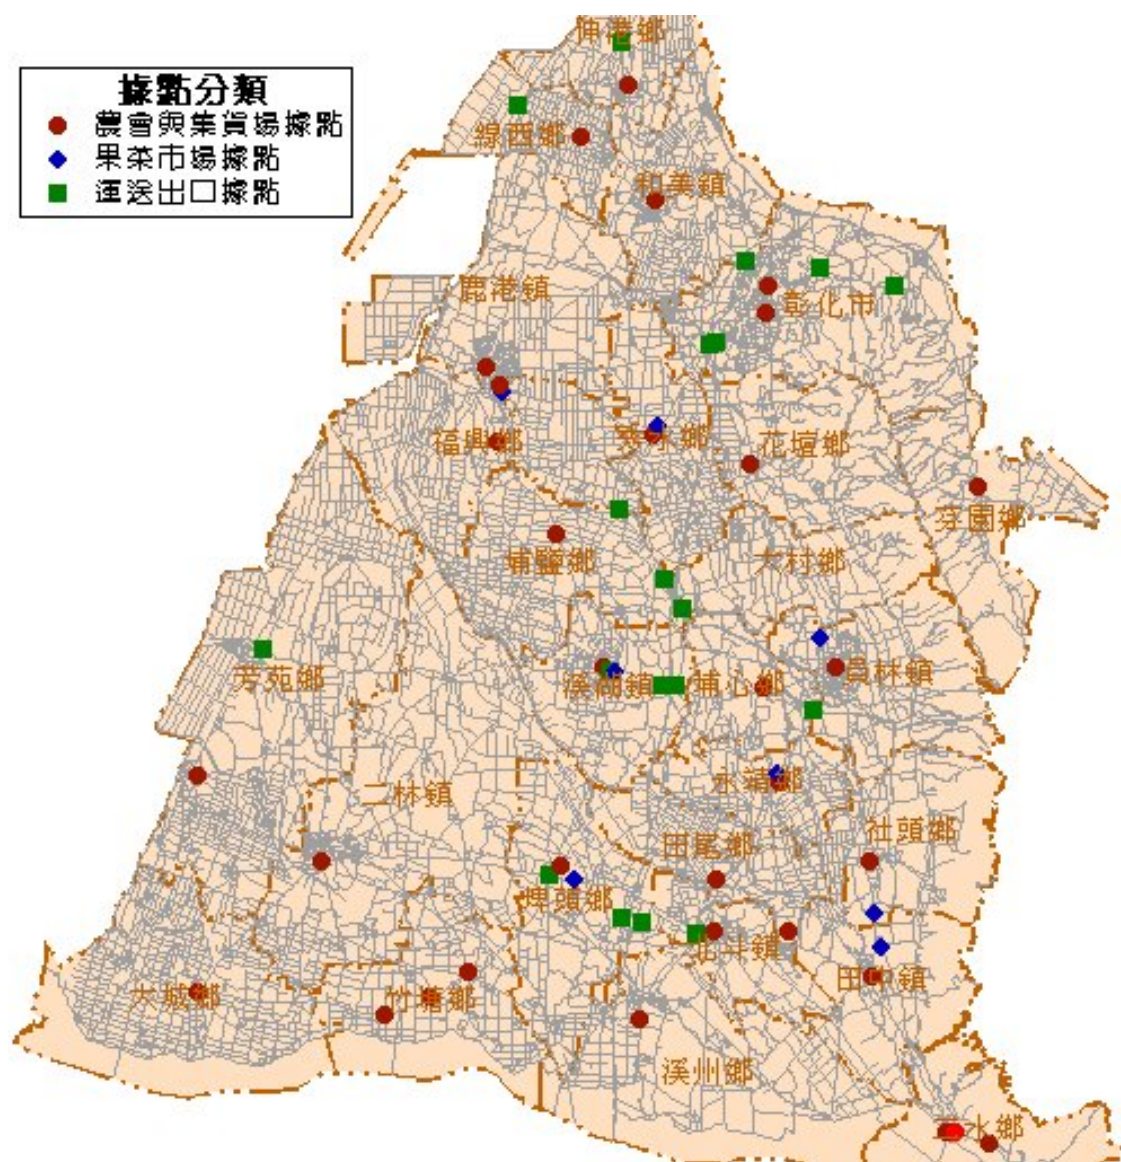 伸港鄉
據點分類
農會與集貨場據點
果菜市場據點
運送出口據點
線西鄉
和美鎮
鹿港鎮
彰化市
福興鄉
秀水鄉
花壇鄉
芬園鄉
埔鹽鄉
大村鄉
芳苑鄉
溪湖鎮
埔心鄉
員林鎮
二林鎮
永靖鄉
田尾鄉
社頭鄉
埤頭鄉
北斗鎮
大城鄉
竹塘鄉
田中鎮
溪州鄉
二水鄉